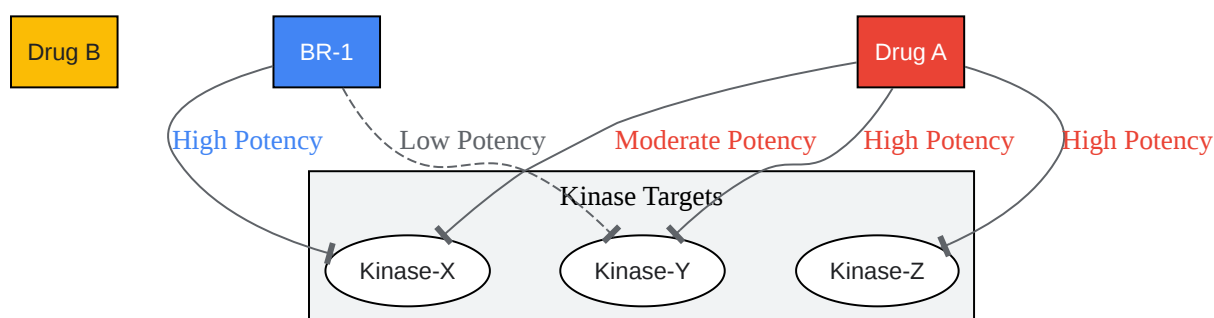 Drug B
BR-1
Drug A
High Potency
Low Potency
Moderate Potency
High Potency
High Potency
Kinase Targets
Kinase-X
Kinase-Y
Kinase-Z